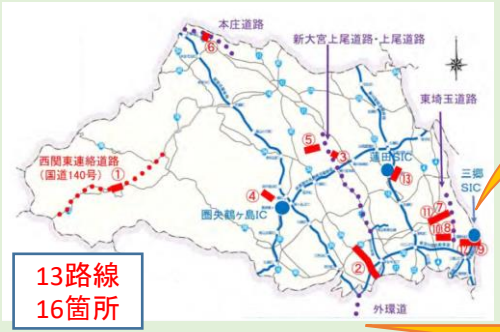 本庄道路
⑥
新大宮上尾道路・上尾道路
東埼玉道路
西関東連絡道路
(国道140号)
①
⑤
③
蓮田SIC
⑬
三郷
SIC
④
圏央鶴ヶ島IC
⑦
⑪
⑩
⑧
⑨
②
外環道
13路線
16箇所